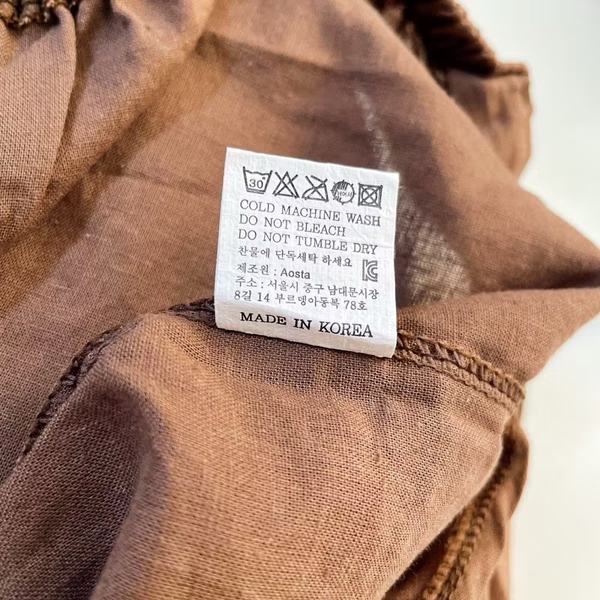 30
COLD MACHINE WASH
DO NOT BLEACH
DO NOT TUMBLE DRY
찬물에 단독세탁 하세요
제조원 : Aosta
주소 : 서울시 중구 남대문시장
8길 14 부르뎅아동복 78호
MADE IN KOREA